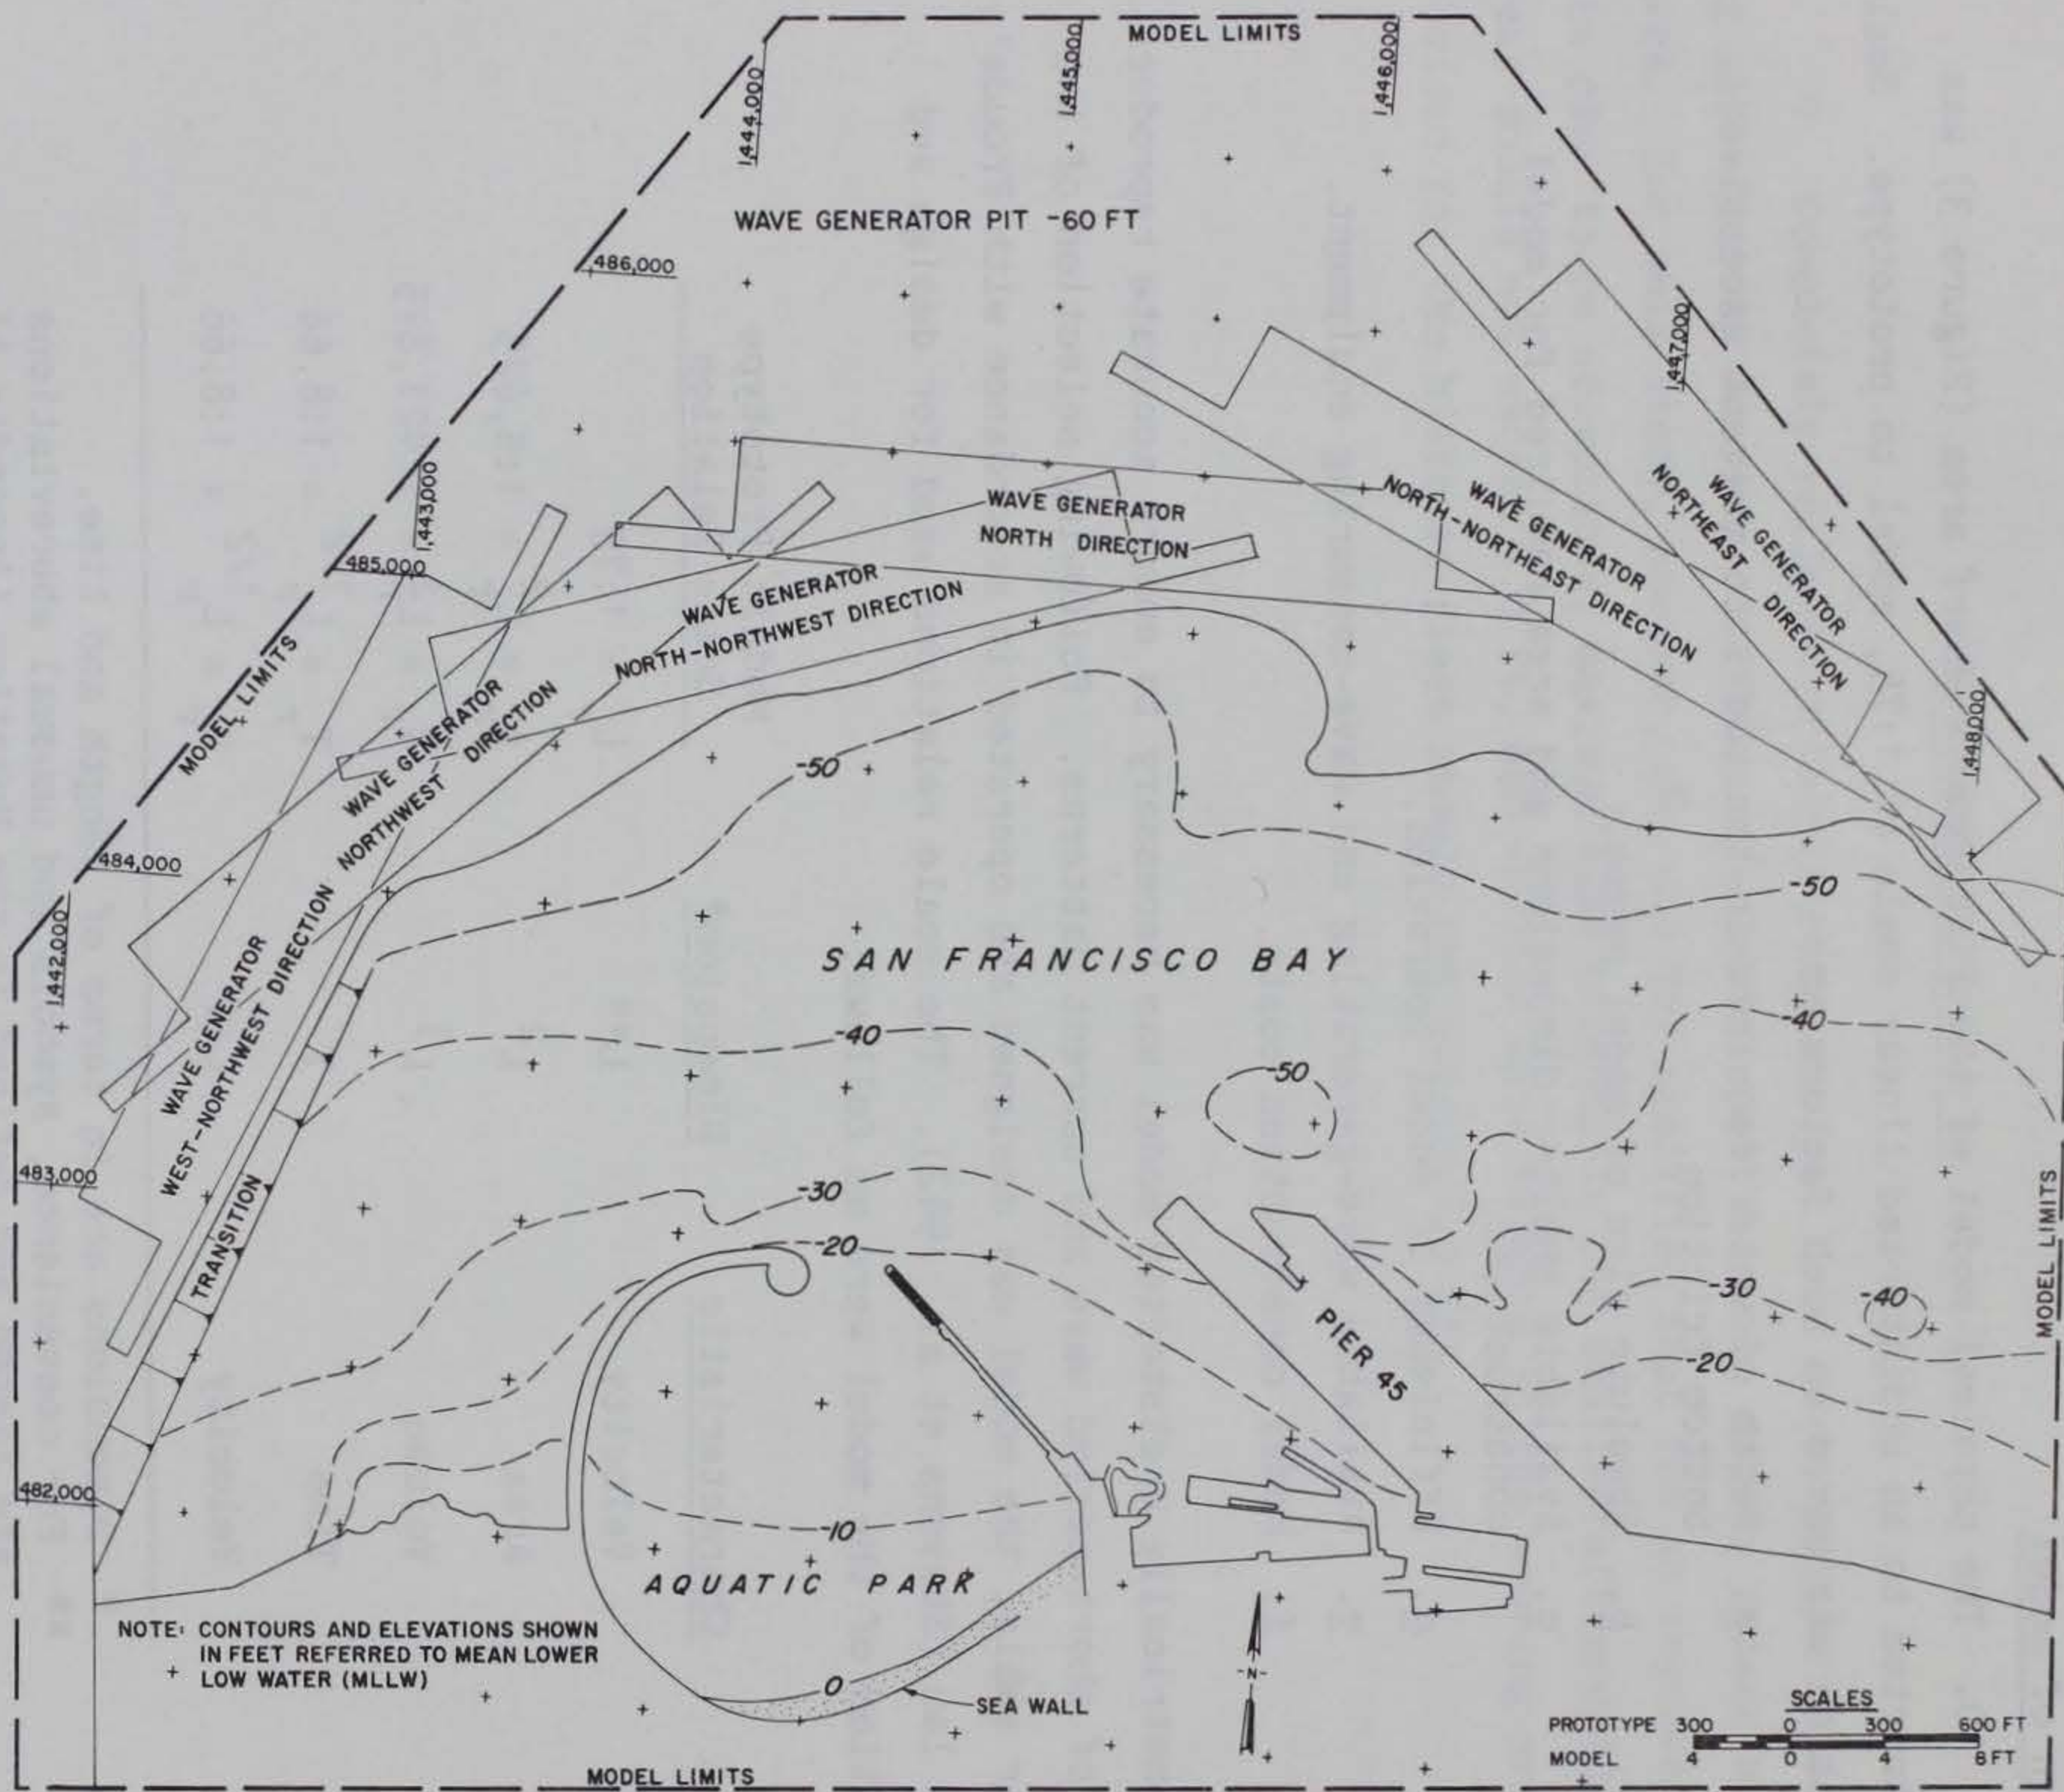 MODEL LIMITS
1,444,000
1,445,000
1,446,000
WAVE GENERATOR PIT -60 FT
486,000
1,447,000
1,443,000
485,000
WAVE GENERATOR
NORTH DIRECTION
WAVE GENERATOR
NORTH-NORTHEAST DIRECTION
WAVE GENERATOR
NORTHEAST DIRECTION
WAVE GENERATOR
NORTH-NORTHWEST DIRECTION
MODEL LIMITS
WAVE GENERATOR
NORTHWEST DIRECTION
1,448,000
-50
484,000
-50
1,442,000
WAVE GENERATOR
WEST-NORTHWEST DIRECTION
SAN FRANCISCO BAY
-40
-40
-50
483,000
TRANSITION
-30
-20
-30
-40
MODEL LIMITS
PIER 45
-20
482,000
-10
AQUATIC PARK
NOTE: CONTOURS AND ELEVATIONS SHOWN
IN FEET REFERRED TO MEAN LOWER
LOW WATER (MLLW)
0
SEA WALL
-N-
SCALES
PROTOTYPE 300 0 300 600 FT
MODEL 4 0 4 8 FT
MODEL LIMITS